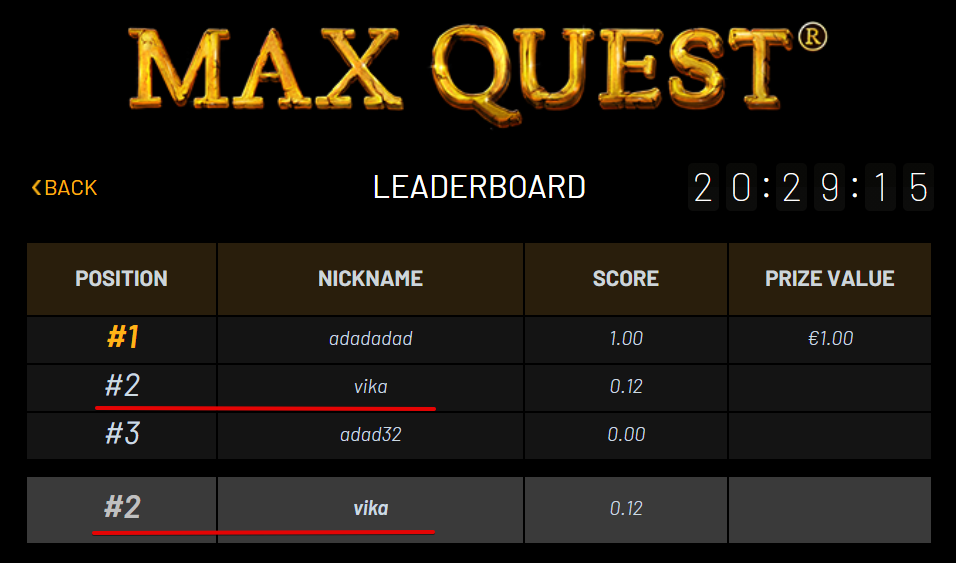 MAX QUEST®
‹BACK LEADERBOARD 20:29:15
POSITION NICKNAME SCORE PRIZE VALUE
#1 adadadad 1.00 €1.00
#2 vika 0.12
#3 adad32 0.00
#2 vika 0.12